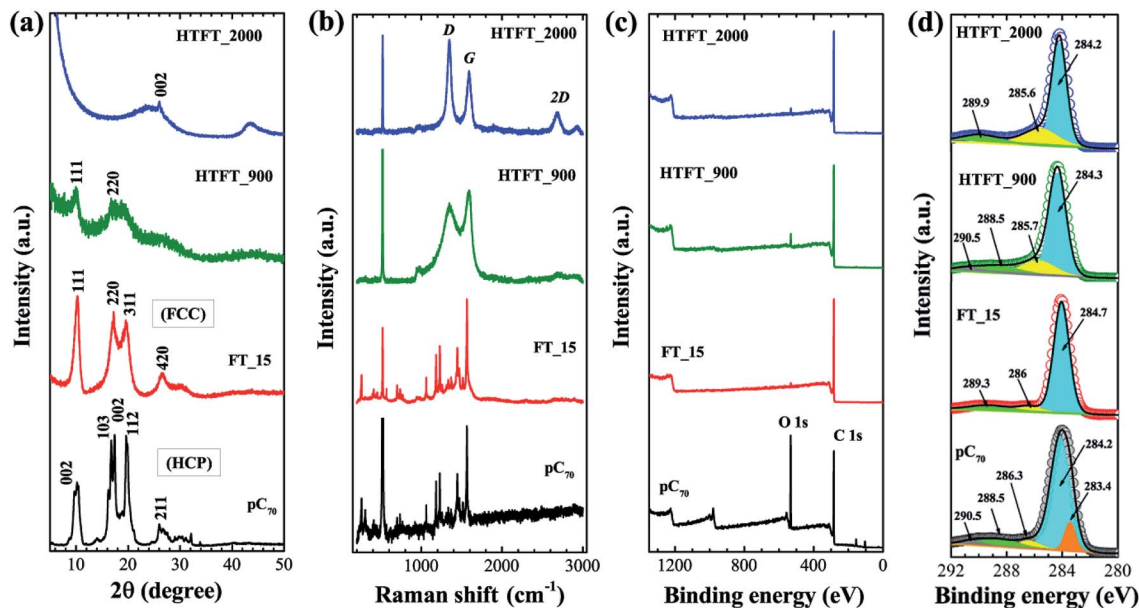 (a)
HTFT_2000
002
HTFT_900
111
220
111
220
311
(FCC)
420
FT_15
002
103
002
112
(HCP)
211
pC70
Intensity (a.u.)
5 10 20 30 40 50
2θ (degree)
(b)
HTFT_2000
D
G
2D
HTFT_900
FT_15
pC70
Intensity (a.u.)
1000 2000 3000
Raman shift (cm-1)
(c)
HTFT_2000
HTFT_900
FT_15
O 1s
C 1s
pC70
Intensity (a.u.)
1200 1000 800 600 400 200 0
Binding energy (eV)
(d)
HTFT_2000
284.2
285.6
289.9
HTFT_900
284.3
288.5
285.7
290.5
FT_15
284.7
289.3
286
pC70
284.2
286.3
283.4
288.5
290.5
Intensity (a.u.)
292 288 284 280
Binding energy (eV)